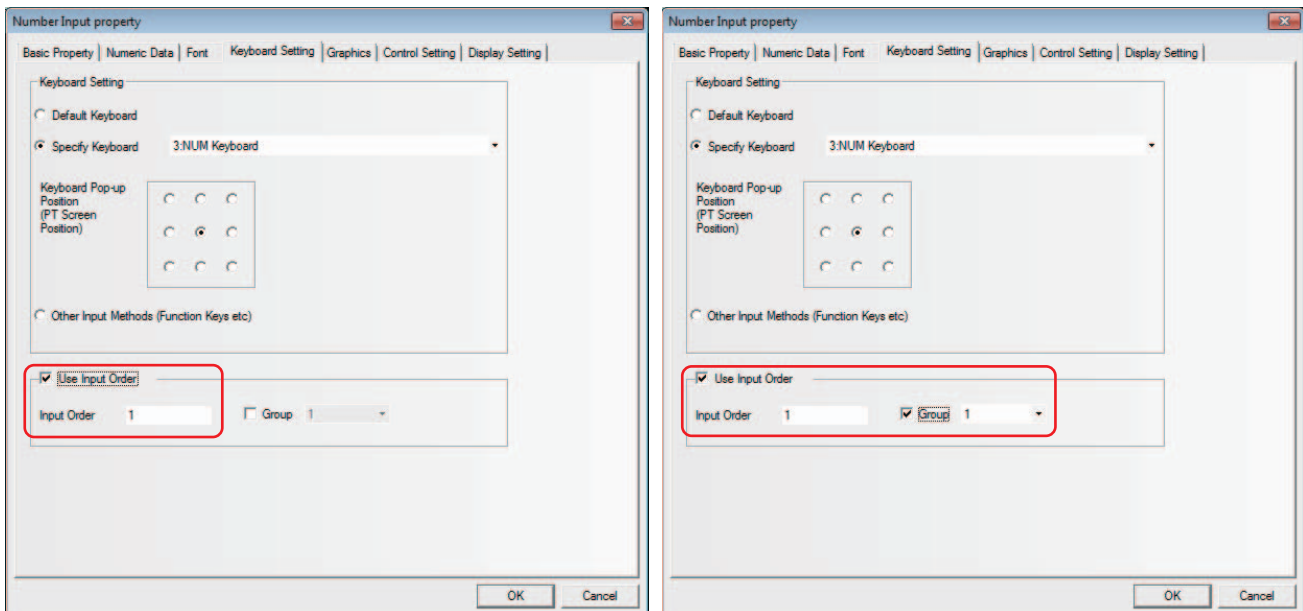 Number Input property
Basic Property Numeric Data Font Keyboard Setting Graphics Control Setting Display Setting
Keyboard Setting
Default Keyboard
Specify Keyboard 3:NUM Keyboard
Keyboard Pop-up
Position
(PT Screen
Position)
Other Input Methods (Function Keys etc)
Use Input Order
Input Order 1 Group 1
OK Cancel
Number Input property
Basic Property Numeric Data Font Keyboard Setting Graphics Control Setting Display Setting
Keyboard Setting
Default Keyboard
Specify Keyboard 3:NUM Keyboard
Keyboard Pop-up
Position
(PT Screen
Position)
Other Input Methods (Function Keys etc)
Use Input Order
Input Order 1 Group 1
OK Cancel